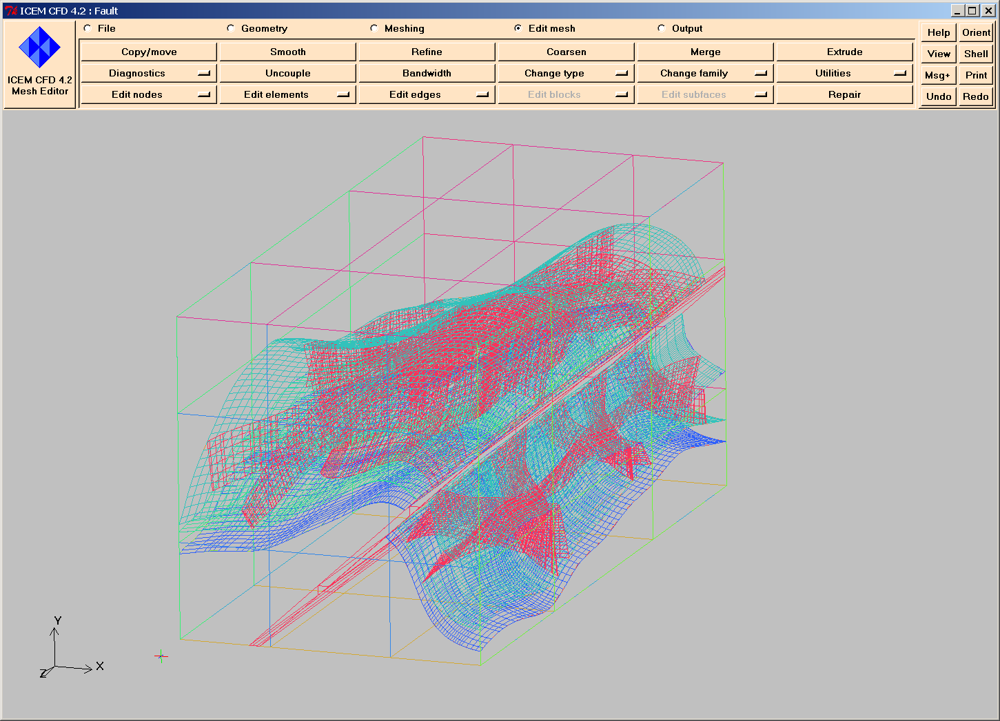 ICEM CFD 4.2 : Fault
File Geometry Meshing Edit mesh Output
Help Orient
Copy/move Smooth Refine Coarsen Merge Extrude
View Shell
ICEM CFD 4.2
Mesh Editor
Diagnostics Uncouple Bandwidth Change type Change family Utilities
Msg+ Print
Edit nodes Edit elements Edit edges Edit blocks Edit subfaces Repair
Undo Redo
Y
X
Z